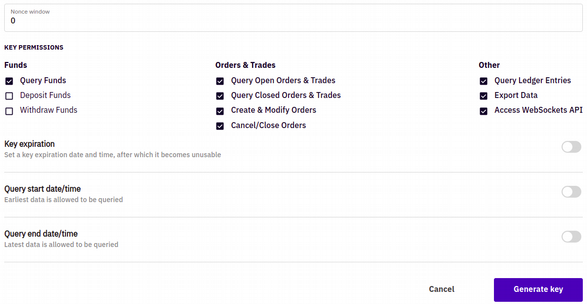 Nonce window
0
KEY PERMISSIONS
Funds
Query Funds
Deposit Funds
Withdraw Funds
Orders & Trades
Query Open Orders & Trades
Query Closed Orders & Trades
Create & Modify Orders
Cancel/Close Orders
Other
Query Ledger Entries
Export Data
Access WebSockets API
Key expiration
Set a key expiration date and time, after which it becomes unusable
Query start date/time
Earliest data is allowed to be queried
Query end date/time
Latest data is allowed to be queried
Cancel
Generate key